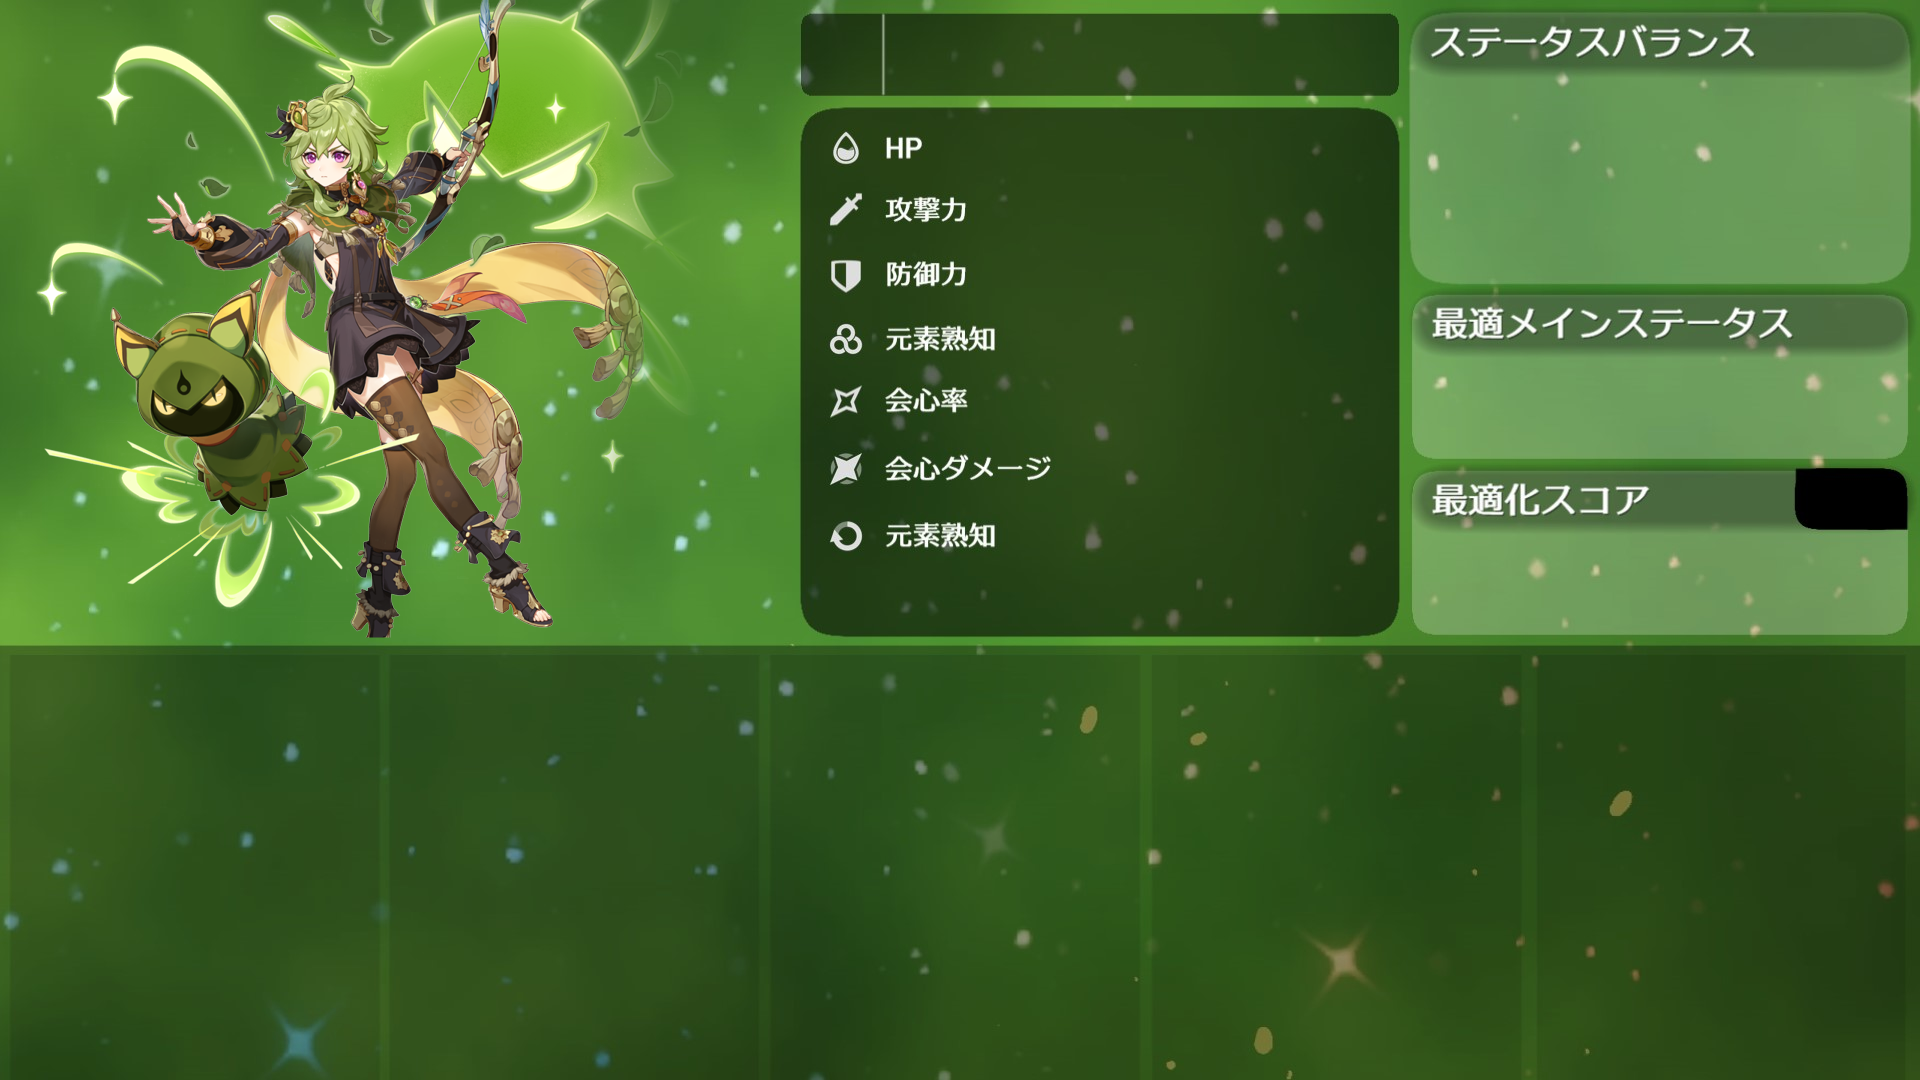 HP
攻撃力
防御力
元素熟知
会心率
会心ダメージ
元素熟知
ステータスバランス
最適メインステータス
最適化スコア